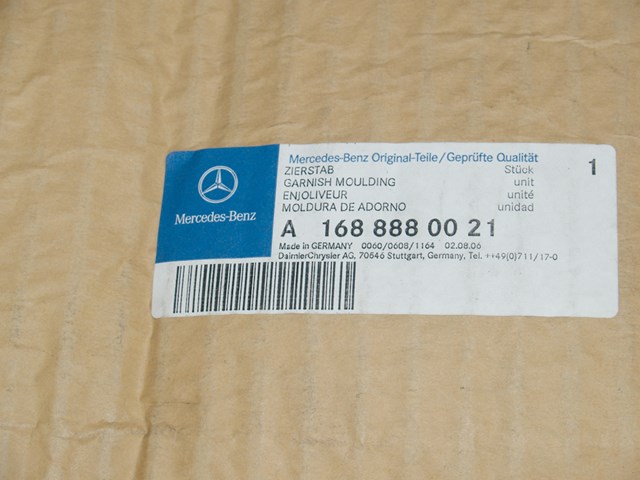 Mercedes-Benz
Mercedes-Benz Original-Teile/Geprüfte Qualität
ZIERSTAB Stück 1
GARNISH MOULDING unit
ENJOLIVEUR unité
MOLDURA DE ADORNO unidad
A 168 888 00 21
Made in GERMANY 0060/0608/1164 02.08.06
DaimlerChrysler AG, 70546 Stuttgart, Germany, Tel. ++49(0)711/17-0